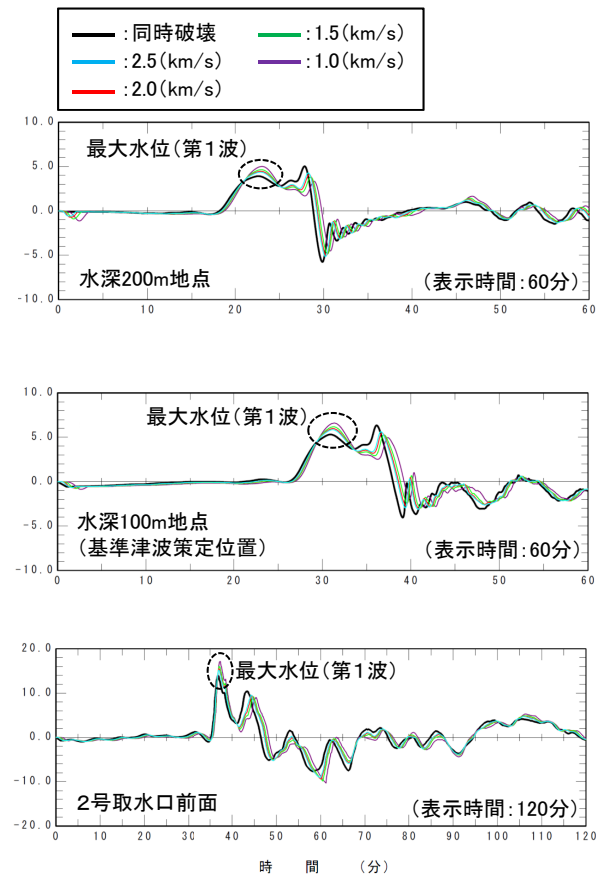 :同時破壊 :1.5(km/s)
:2.5(km/s) :1.0(km/s)
:2.0(km/s)
10.0
最大水位(第1波)
5.0
0.0
-5.0
水深200m地点 (表示時間:60分)
-10.0
0 10 20 30 40 50 60
10.0
最大水位(第1波)
5.0
0.0
-5.0
水深100m地点
(基準津波策定位置) (表示時間:60分)
-10.0
0 10 20 30 40 50 60
20.0
最大水位(第1波)
10.0
0.0
-10.0
2号取水口前面 (表示時間:120分)
-20.0
0 10 20 30 40 50 60 70 80 90 100 110 120
時 間 (分)